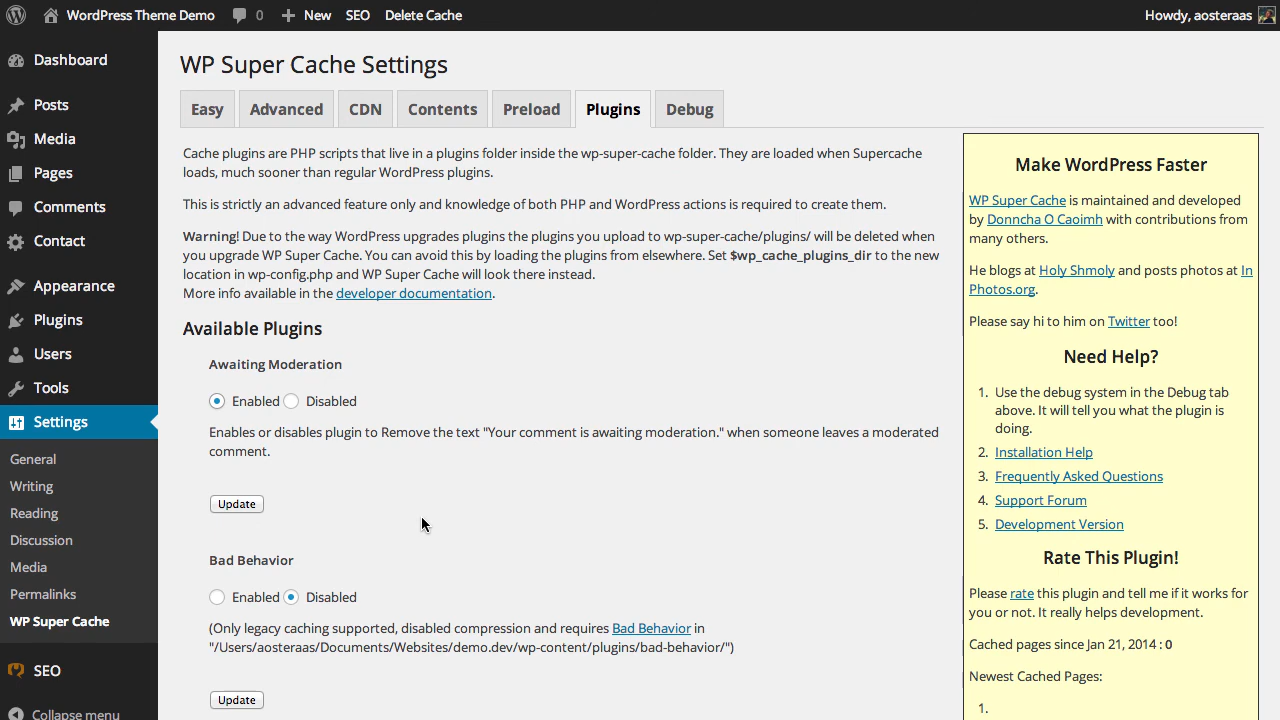 WordPress Theme Demo 0 New SEO Delete Cache Howdy, aosteraas
Dashboard
Posts
Media
Pages
Comments
Contact
Appearance
Plugins
Users
Tools
Settings
General
Writing
Reading
Discussion
Media
Permalinks
WP Super Cache
SEO
Collapse menu
WP Super Cache Settings
Easy Advanced CDN Contents Preload Plugins Debug
Cache plugins are PHP scripts that live in a plugins folder inside the wp-super-cache folder. They are loaded when Supercache
loads, much sooner than regular WordPress plugins.
This is strictly an advanced feature only and knowledge of both PHP and WordPress actions is required to create them.
Warning! Due to the way WordPress upgrades plugins the plugins you upload to wp-super-cache/plugins/ will be deleted when
you upgrade WP Super Cache. You can avoid this by loading the plugins from elsewhere. Set $wp_cache_plugins_dir to the new
location in wp-config.php and WP Super Cache will look there instead.
More info available in the developer documentation.
Available Plugins
Awaiting Moderation
Enabled Disabled
Enables or disables plugin to Remove the text "Your comment is awaiting moderation." when someone leaves a moderated
comment.
Update
Bad Behavior
Enabled Disabled
(Only legacy caching supported, disabled compression and requires Bad Behavior in
"/Users/aosteraas/Documents/Websites/demo.dev/wp-content/plugins/bad-behavior/")
Update
Make WordPress Faster
WP Super Cache is maintained and developed
by Donncha O Caoimh with contributions from
many others.
He blogs at Holy Shmoly and posts photos at In
Photos.org.
Please say hi to him on Twitter too!
Need Help?
1. Use the debug system in the Debug tab
above. It will tell you what the plugin is
doing.
2. Installation Help
3. Frequently Asked Questions
4. Support Forum
5. Development Version
Rate This Plugin!
Please rate this plugin and tell me if it works for
you or not. It really helps development.
Cached pages since Jan 21, 2014 : 0
Newest Cached Pages:
1.